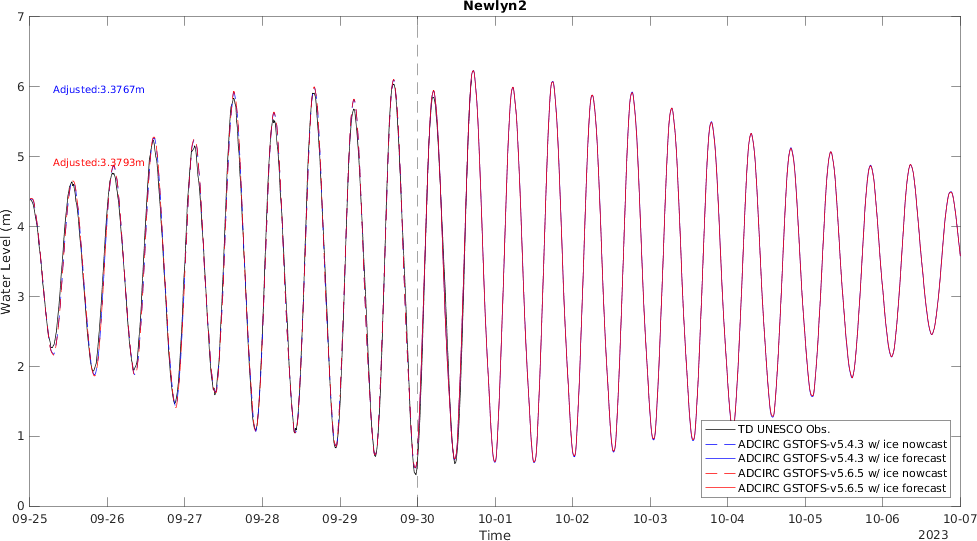 Newlyn2
7
6
5
4
3
2
1
0
Water Level (m)
Adjusted:3.3767m
Adjusted:3.3793m
TD UNESCO Obs.
ADCIRC GSTOFS-v5.4.3 w/ ice nowcast
ADCIRC GSTOFS-v5.4.3 w/ ice forecast
ADCIRC GSTOFS-v5.6.5 w/ ice nowcast
ADCIRC GSTOFS-v5.6.5 w/ ice forecast
09-25 09-26 09-27 09-28 09-29 09-30 10-01 10-02 10-03 10-04 10-05 10-06 10-07
Time
2023